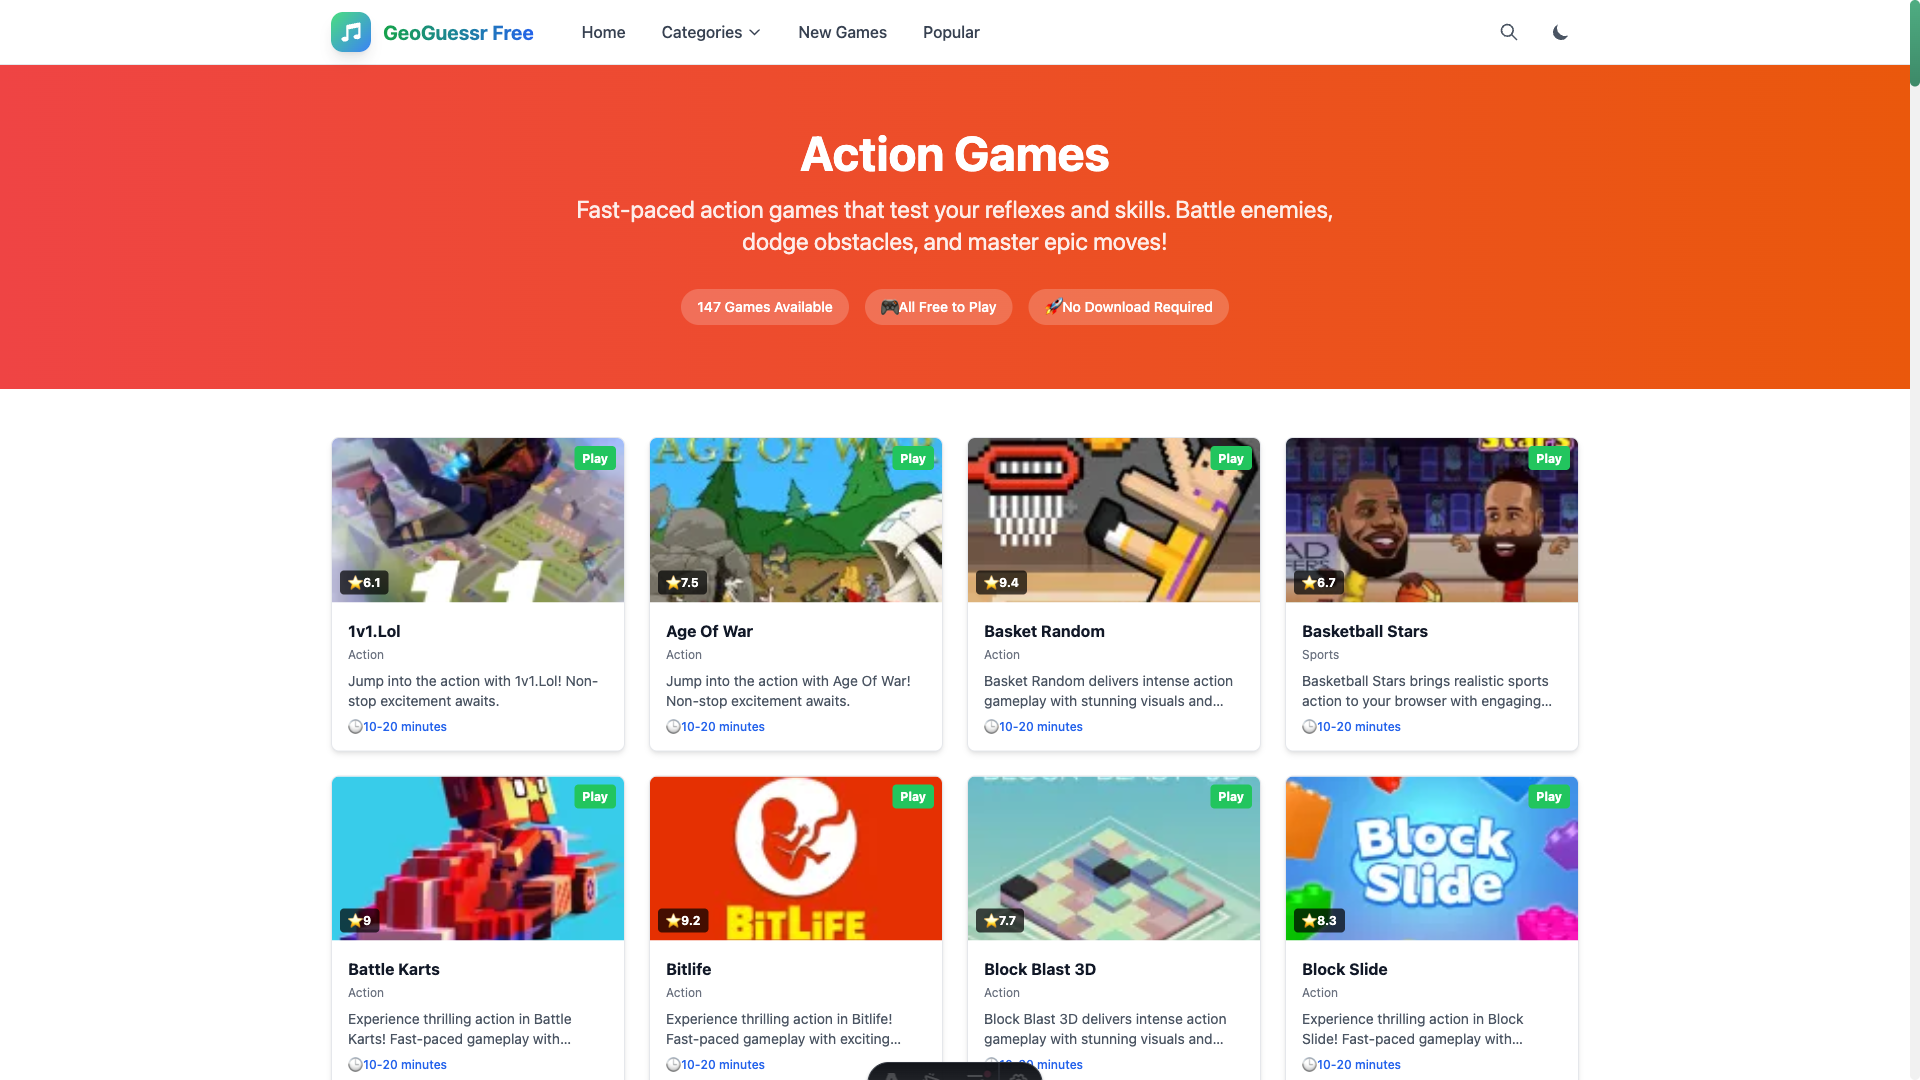 GeoGuessr Free
Home
Categories
New Games
Popular
Action Games
Fast-paced action games that test your reflexes and skills. Battle enemies,
dodge obstacles, and master epic moves!
147 Games Available
🎮All Free to Play
🚀No Download Required
AGE OF WAR
Stars
Play
Play
Play
Play
⭐6.1
⭐7.5
⭐9.4
⭐6.7
1v1.Lol
Action
Jump into the action with 1v1.Lol! Non-
stop excitement awaits.
🕒10-20 minutes
Age Of War
Action
Jump into the action with Age Of War!
Non-stop excitement awaits.
🕒10-20 minutes
Basket Random
Action
Basket Random delivers intense action
gameplay with stunning visuals and...
🕒10-20 minutes
Basketball Stars
Sports
Basketball Stars brings realistic sports
action to your browser with engaging...
🕒10-20 minutes
Play
Play
Play
Play
BLOCK BLAST 3D
Block
Slide
BITLIFE
⭐9
⭐9.2
⭐7.7
⭐8.3
Battle Karts
Action
Experience thrilling action in Battle
Karts! Fast-paced gameplay with...
🕒10-20 minutes
Bitlife
Action
Experience thrilling action in Bitlife!
Fast-paced gameplay with exciting...
🕒10-20 minutes
Block Blast 3D
Action
Block Blast 3D delivers intense action
gameplay with stunning visuals and...
🕒10-20 minutes
Block Slide
Action
Experience thrilling action in Block
Slide! Fast-paced gameplay with...
🕒10-20 minutes